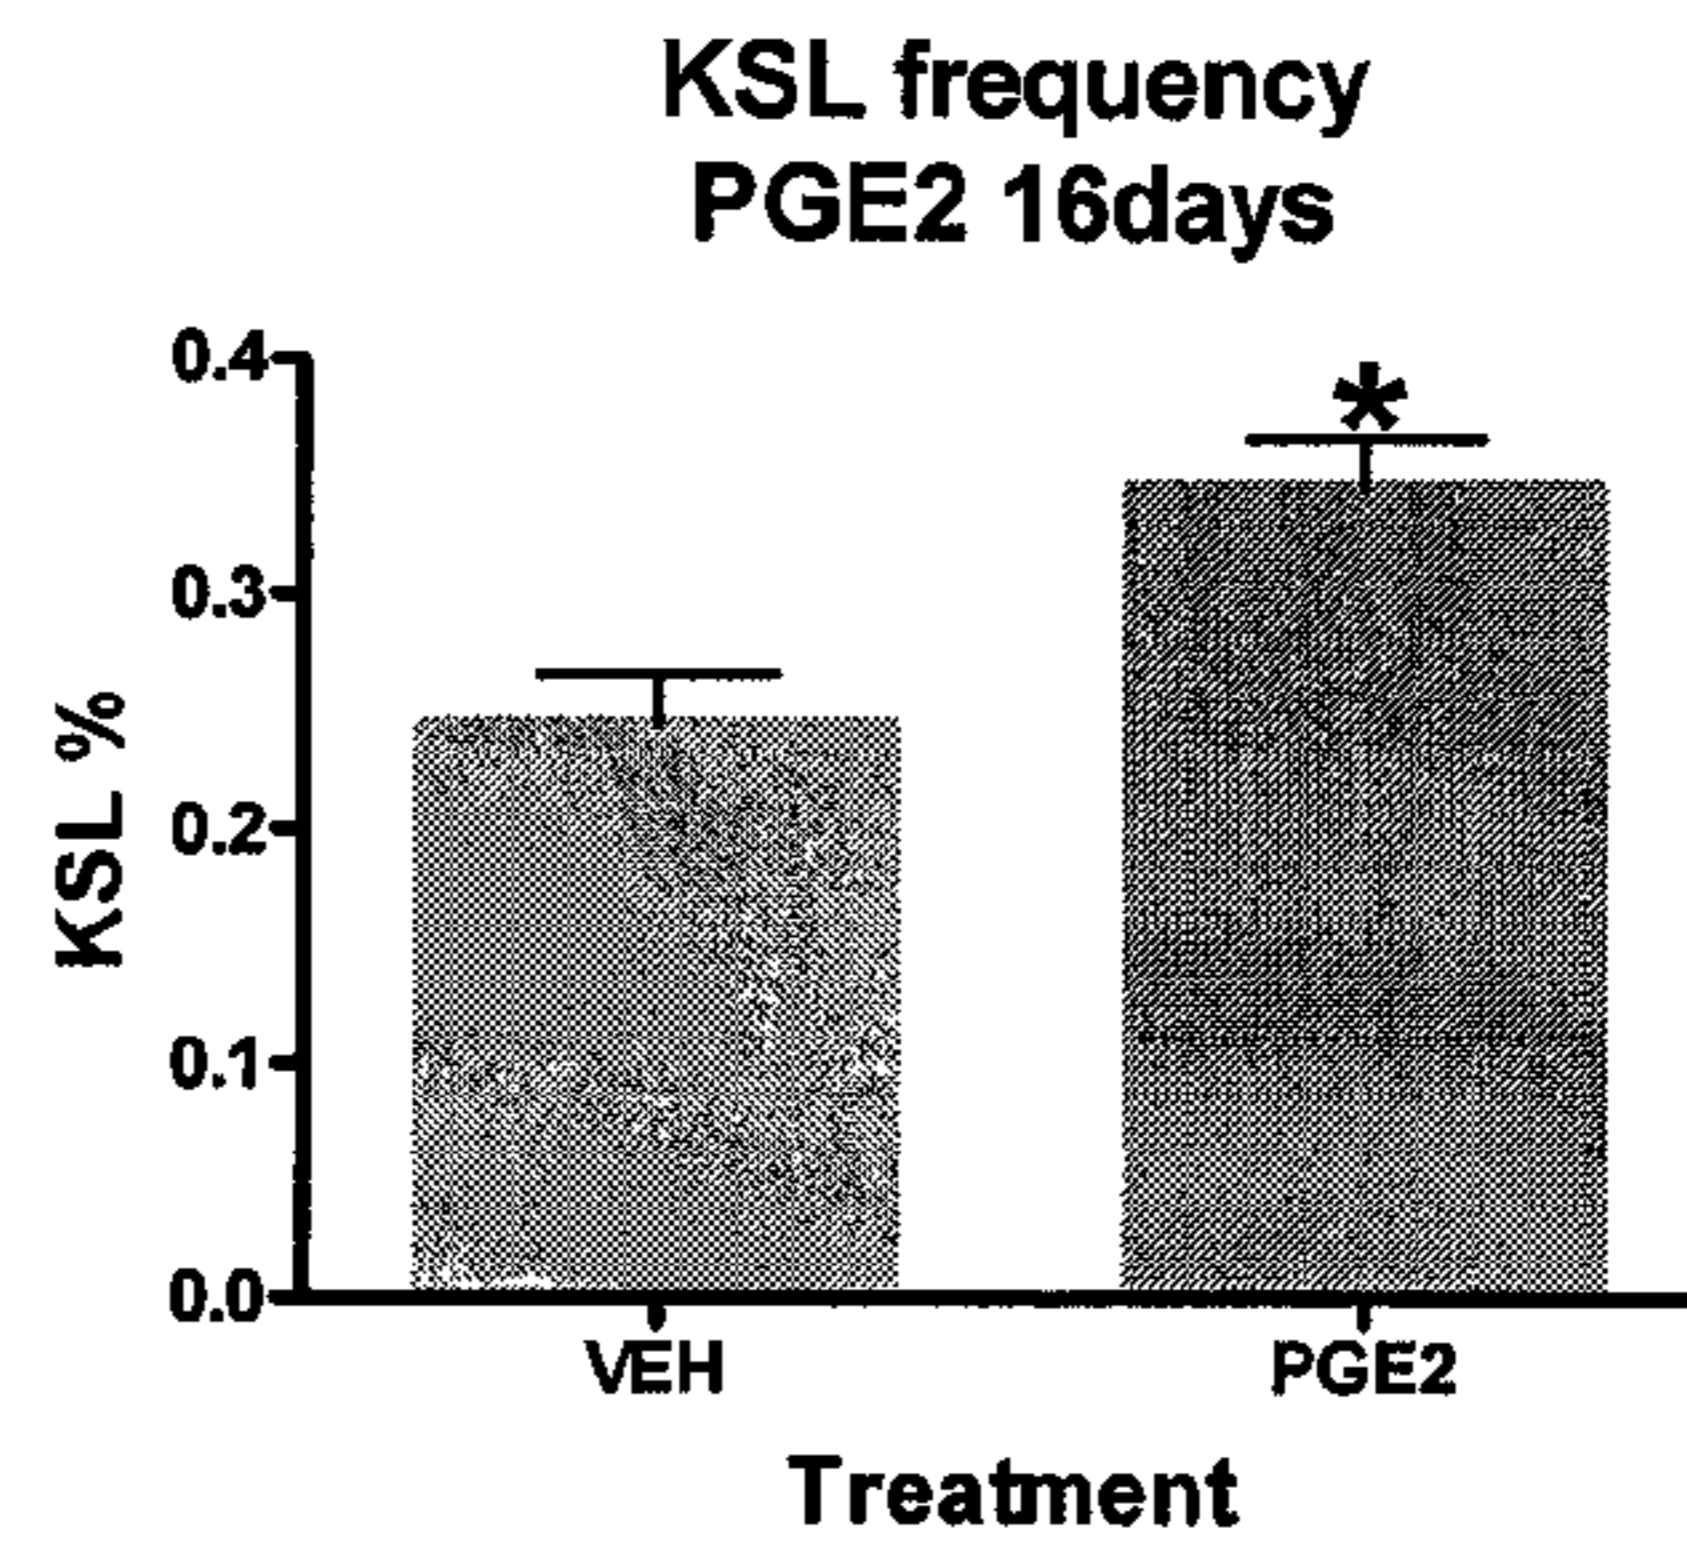 KSL frequency
PGE2 16days
0.4
*
0.3
KSL %
0.2
0.1
0.0
VEH PGE2
Treatment